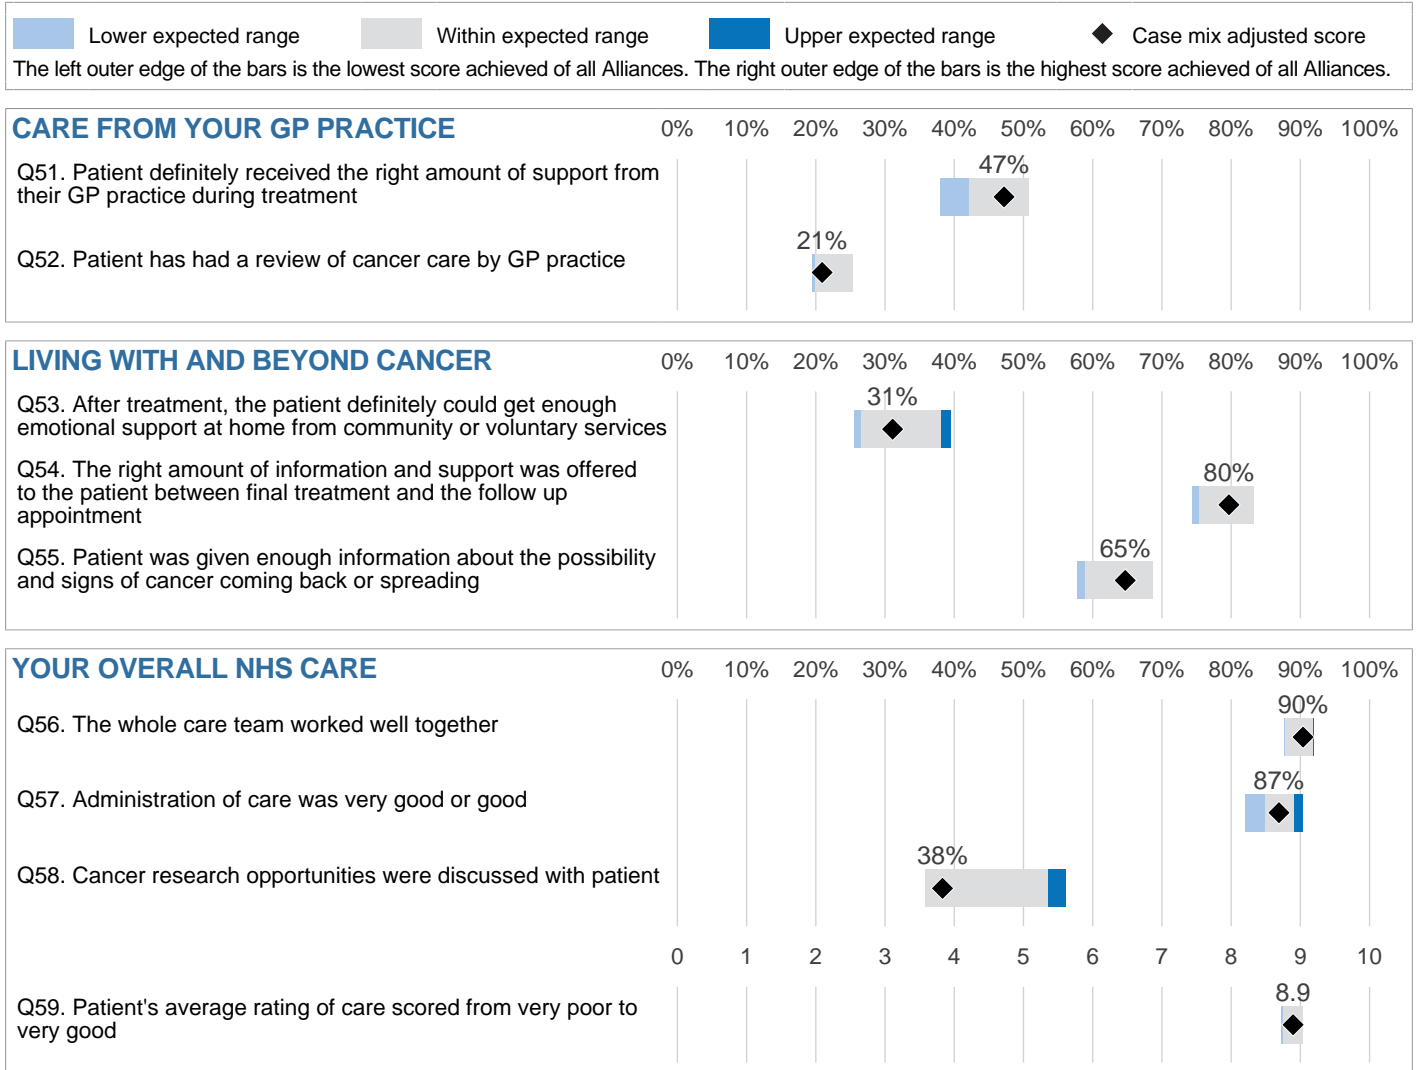 Lower expected range Within expected range Upper expected range Case mix adjusted score
The left outer edge of the bars is the lowest score achieved of all Alliances. The right outer edge of the bars is the highest score achieved of all Alliances.
CARE FROM YOUR GP PRACTICE 0% 10% 20% 30% 40% 50% 60% 70% 80% 90% 100%
Q51. Patient definitely received the right amount of support from
their GP practice during treatment
47%
Q52. Patient has had a review of cancer care by GP practice
21%
LIVING WITH AND BEYOND CANCER 0% 10% 20% 30% 40% 50% 60% 70% 80% 90% 100%
Q53. After treatment, the patient definitely could get enough
emotional support at home from community or voluntary services
31%
Q54. The right amount of information and support was offered
to the patient between final treatment and the follow up
appointment
80%
Q55. Patient was given enough information about the possibility
and signs of cancer coming back or spreading
65%
YOUR OVERALL NHS CARE 0% 10% 20% 30% 40% 50% 60% 70% 80% 90% 100%
Q56. The whole care team worked well together
90%
Q57. Administration of care was very good or good
87%
Q58. Cancer research opportunities were discussed with patient
38%
0 1 2 3 4 5 6 7 8 9 10
Q59. Patient's average rating of care scored from very poor to
very good
8.9